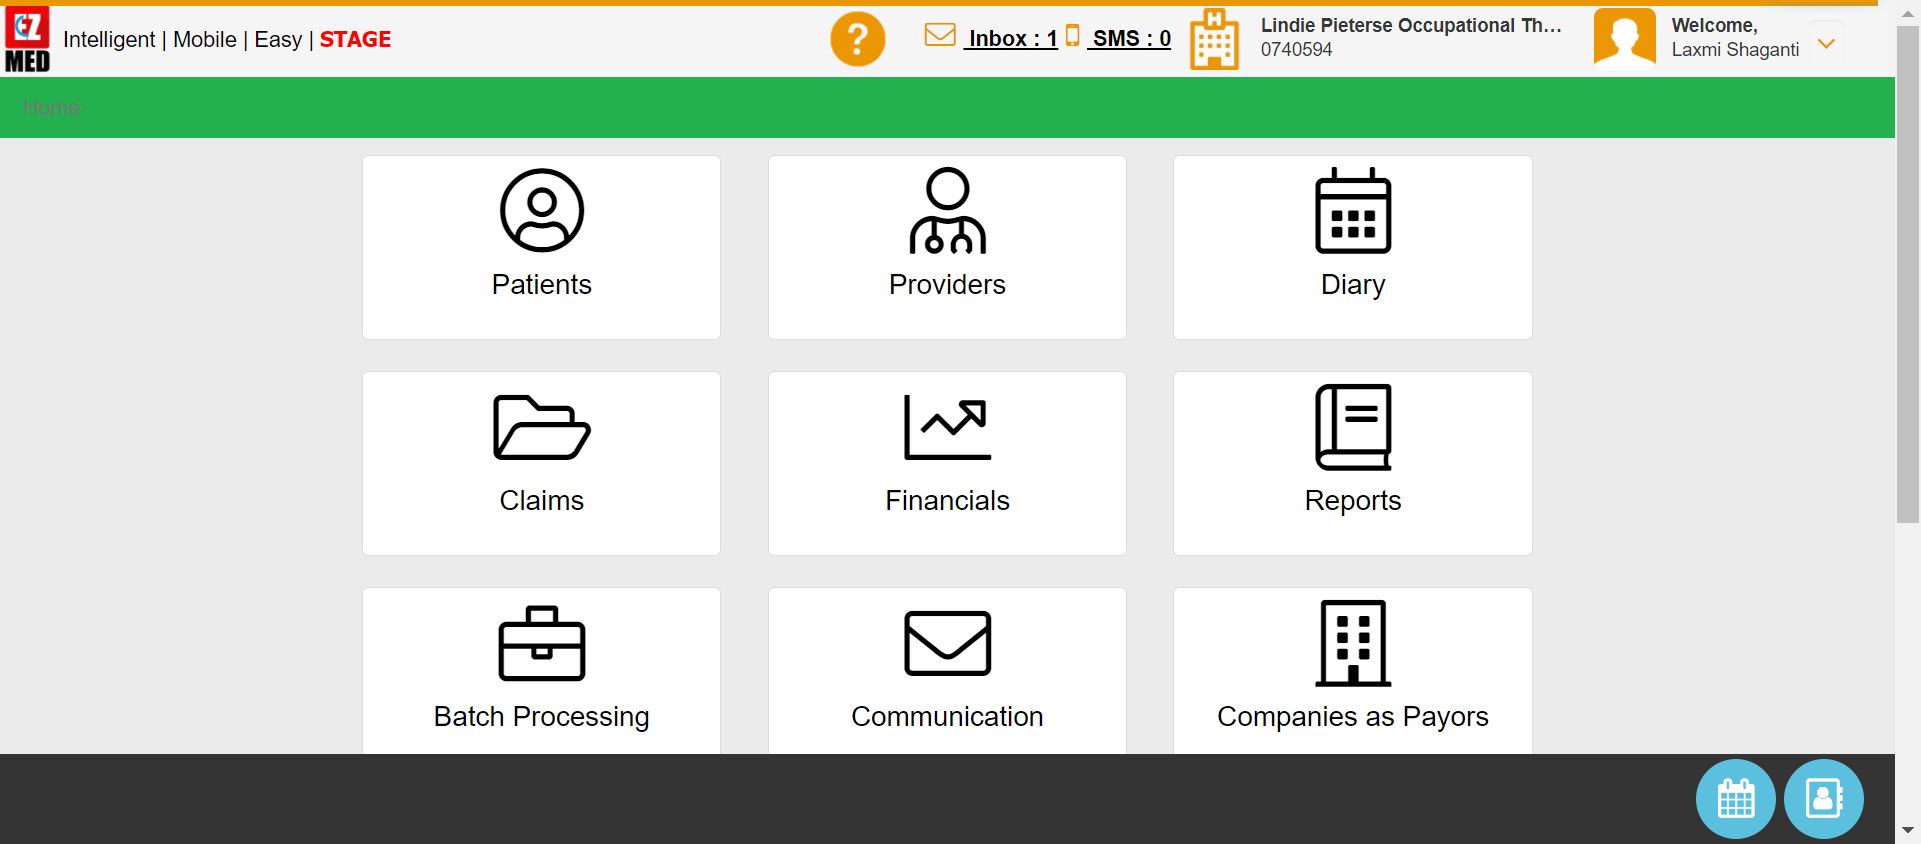 EZ
MED
Intelligent | Mobile | Easy | STAGE
?
Inbox : 1
SMS : 0
H
Lindie Pieterse Occupational Th...
0740594
Welcome,
Laxmi Shaganti
Home
Patients
Providers
Diary
Claims
Financials
Reports
Batch Processing
Communication
Companies as Payors